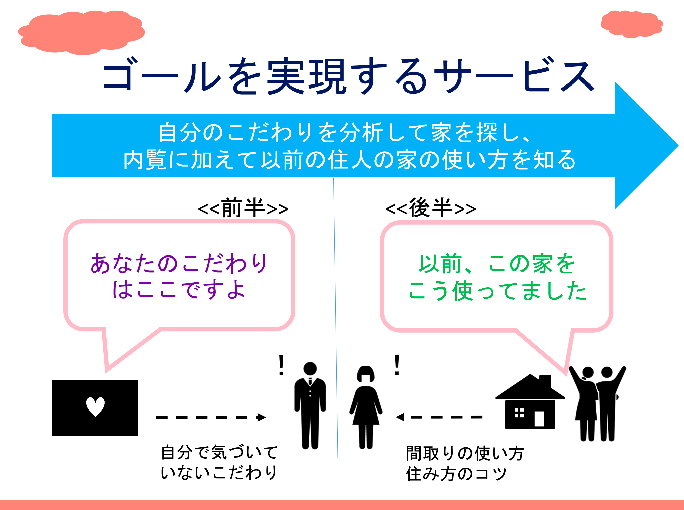 ゴールを実現するサービス
自分のこだわりを分析して家を探し、
内覧に加えて以前の住人の家の使い方を知る
<<前半>>
<<後半>>
あなたのこだわり
はここですよ
以前、この家を
こう使ってました
!
!
自分で気づいて
いないこだわり
間取りの使い方
住み方のコツ